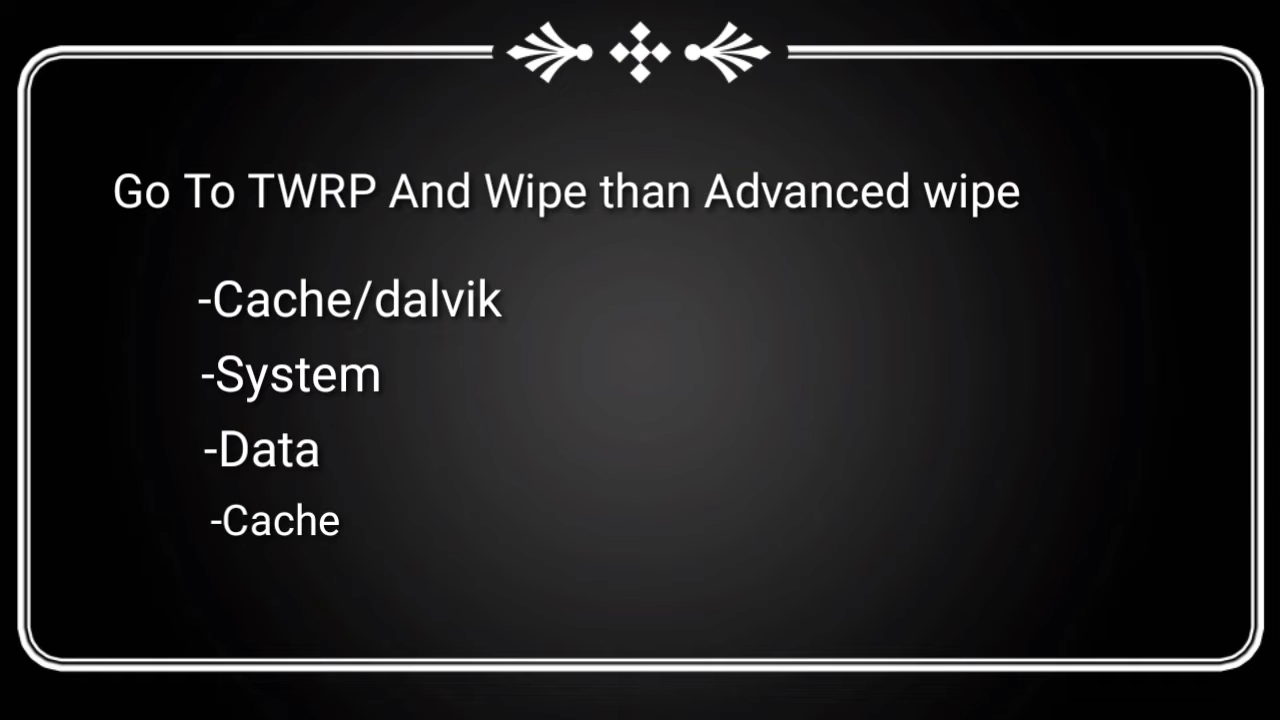 Go To TWRP And Wipe than Advanced wipe
-Cache/dalvik
-System
-Data
-Cache